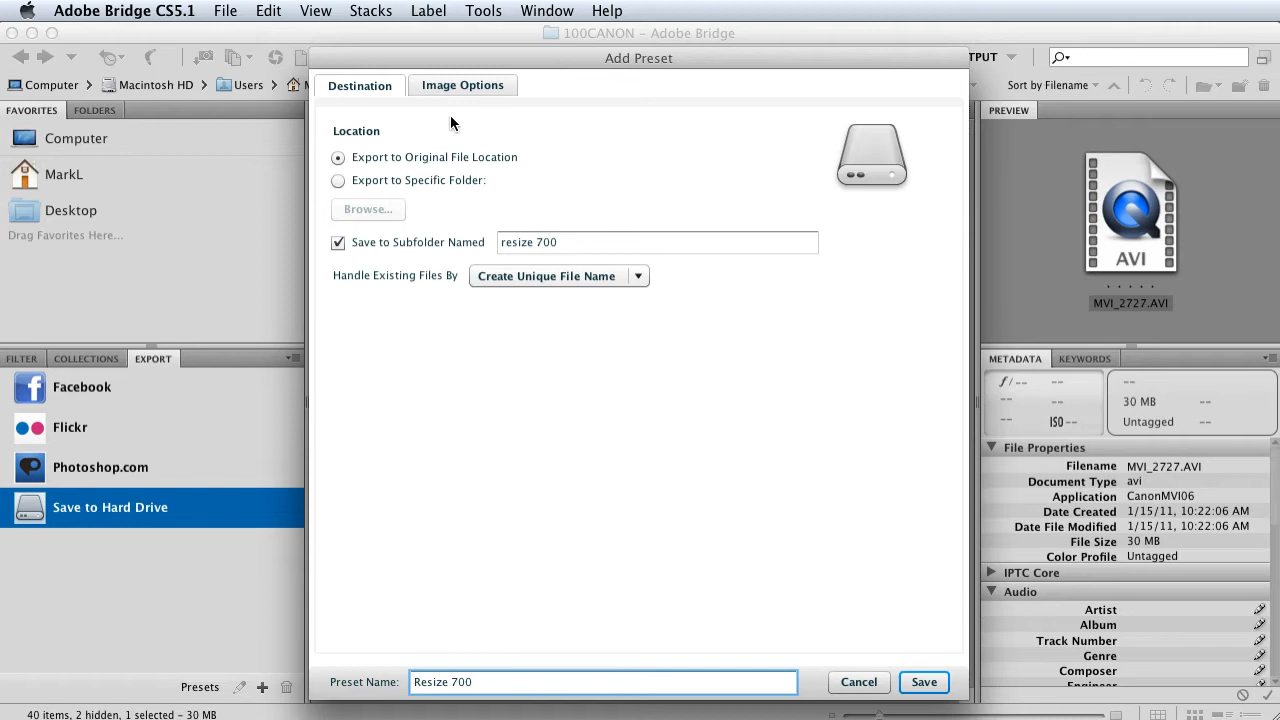 Adobe Bridge CS5.1 File Edit View Stacks Label Tools Window Help
100CANON — Adobe Bridge
Computer Macintosh HD Users
Sort by Filename
FAVORITES FOLDERS
Computer
MarkL
Desktop
Drag Favorites Here...
FILTER COLLECTIONS EXPORT
Facebook
Flickr
Photoshop.com
Save to Hard Drive
Presets
40 items, 2 hidden, 1 selected - 30 MB
Add Preset
Destination Image Options
Location
Export to Original File Location
Export to Specific Folder:
Browse...
Save to Subfolder Named resize 700
Handle Existing Files By Create Unique File Name
Preset Name: Resize 700
Cancel Save
PREVIEW
AVI
MVI_2727.AVI
METADATA KEYWORDS
f/-- -- --
-- -- 30 MB --
-- ISO -- Untagged --
File Properties
Filename MVI_2727.AVI
Document Type avi
Application CanonMVI06
Date Created 1/15/11, 10:22:06 AM
Date File Modified 1/15/11, 10:22:06 AM
File Size 30 MB
Color Profile Untagged
IPTC Core
Audio
Artist
Album
Track Number
Genre
Composer